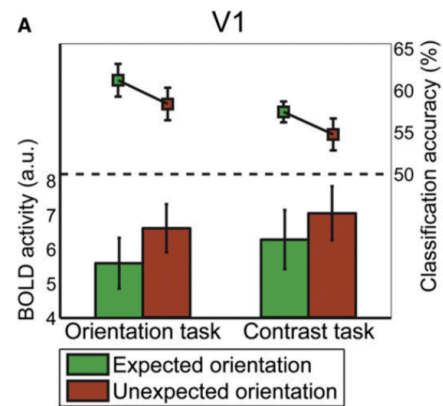 A
V1
65
60
55
50
Classification accuracy (%)
8
7
6
5
4
BOLD activity (a.u.)
Orientation task
Contrast task
Expected orientation
Unexpected orientation